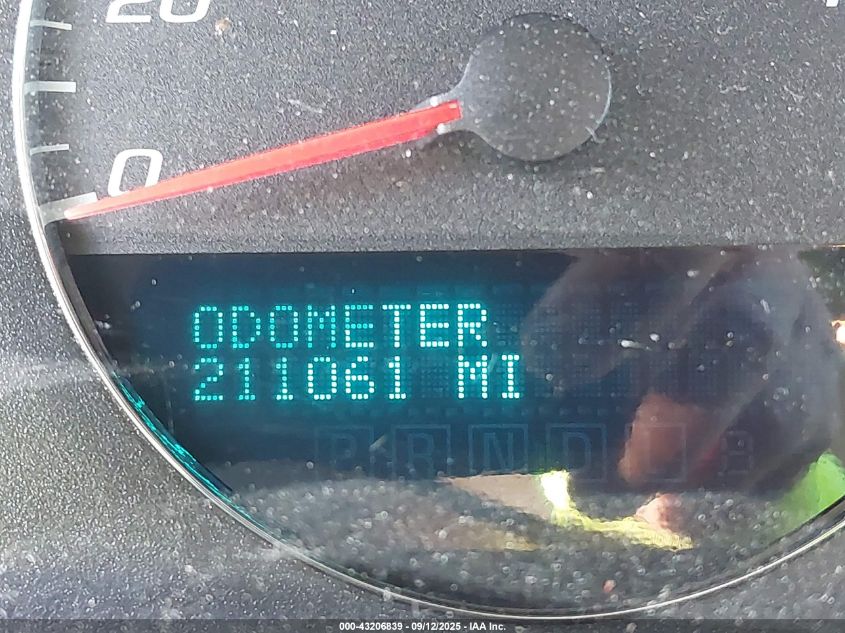 20
0
ODOMETER
211061 MI
P R N D
000-43206839 - 09/12/2025 - IAA Inc.